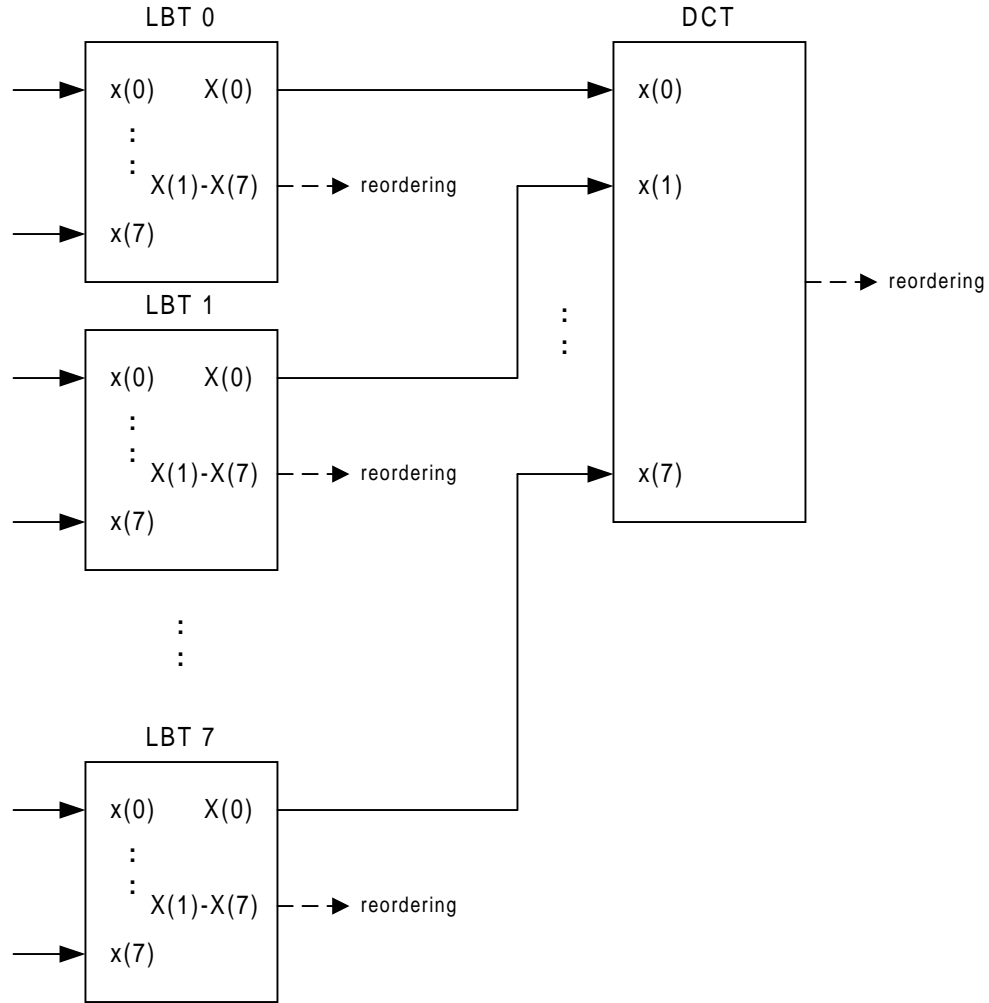 LBT 0
DCT
x(0) X(0)
x(0)
:
:
X(1)-X(7)
reordering
x(1)
x(7)
reordering
LBT 1
:
:
x(0) X(0)
:
:
X(1)-X(7)
reordering
x(7)
x(7)
:
:
LBT 7
x(0) X(0)
:
:
X(1)-X(7)
reordering
x(7)